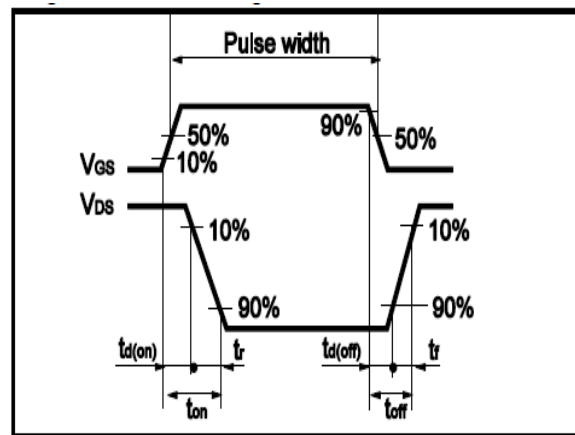 Pulse width
90%
50%
50%
10%
VGS
VDS
10%
10%
90%
90%
td(on)
tr
td(off)
tf
ton
toff